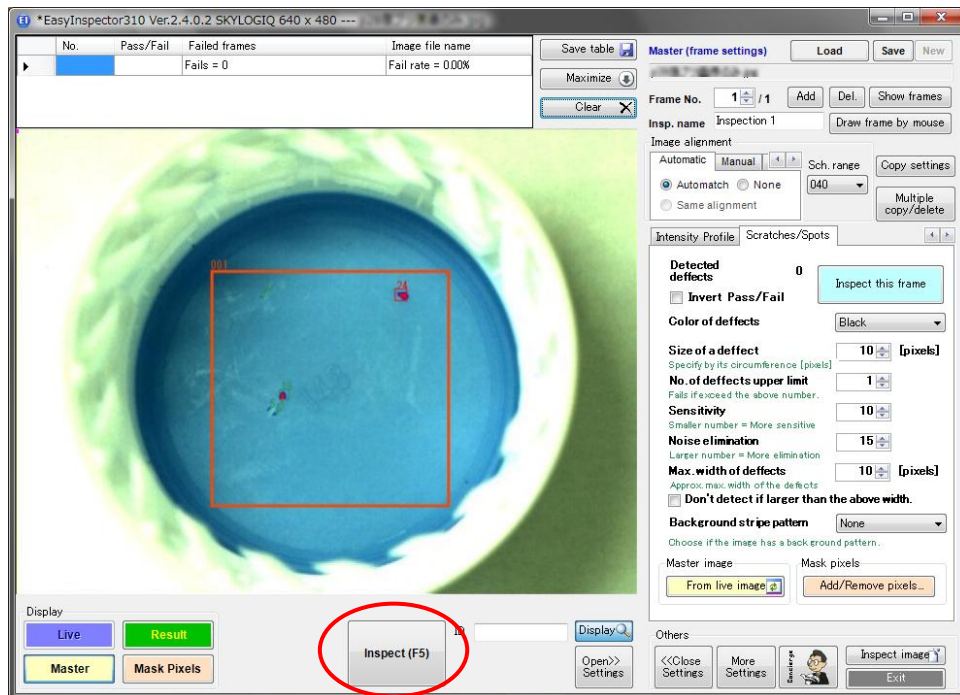 *EasyInspector310 Ver.2.4.0.2 SKYLOGIQ 640 x 480 ---
No. Pass/Fail Failed frames Image file name
Fails = 0 Fail rate = 0.00%
Save table
Maximize
Clear
001
24
Display
Live Result
Master Mask Pixels
Inspect (F5)
ID
Display
Open>>
Settings
Master (frame settings) Load Save New
Frame No. 1 / 1 Add Del. Show frames
Insp. name Inspection 1 Draw frame by mouse
Image alignment
Automatic Manual
Automatch None
Same alignment
Sch. range
040
Copy settings
Multiple
copy/delete
Intensity Profile Scratches/Spots
Detected
deffects 0 Inspect this frame
Invert Pass/Fail
Color of deffects Black
Size of a deffect 10 [pixels]
Specify by its circumference [pixels]
No. of deffects upper limit 1
Fails if exceed the above number.
Sensitivity 10
Smaller number = More sensitive
Noise elimination 15
Larger number = More elimination
Max. width of deffects 10 [pixels]
Approx. max. width of the deffects
Don't detect if larger than the above width.
Background stripe pattern None
Choose if the image has a back ground pattern.
Master image Mask pixels
From live image Add/Remove pixels...
Others
<<Close
Settings
More
Settings
Concierge
Inspect image
Exit